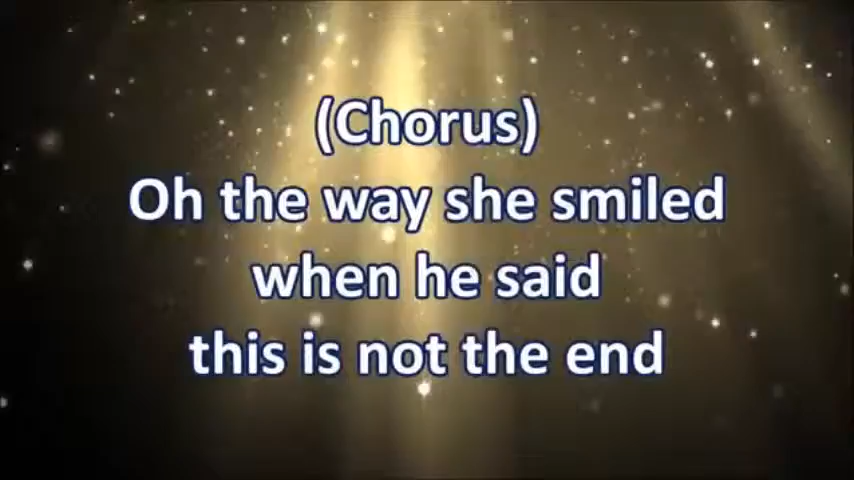 (Chorus)
Oh the way she smiled
when he said
this is not the end